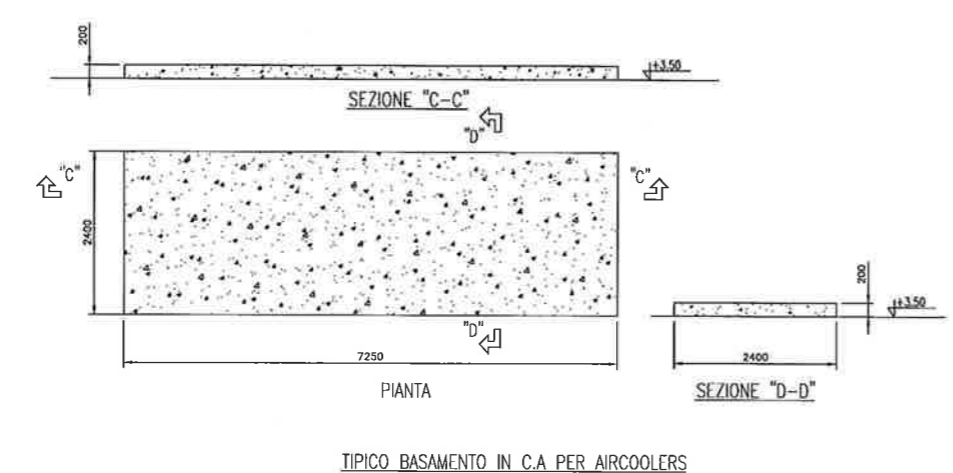 200
+3.50
SEZIONE "C-C"
"D"
"C"
"C"
2400
"D"
7250
PIANTA
200
+3.50
2400
SEZIONE "D-D"
TIPICO BASAMENTO IN C.A PER AIRCOOLERS